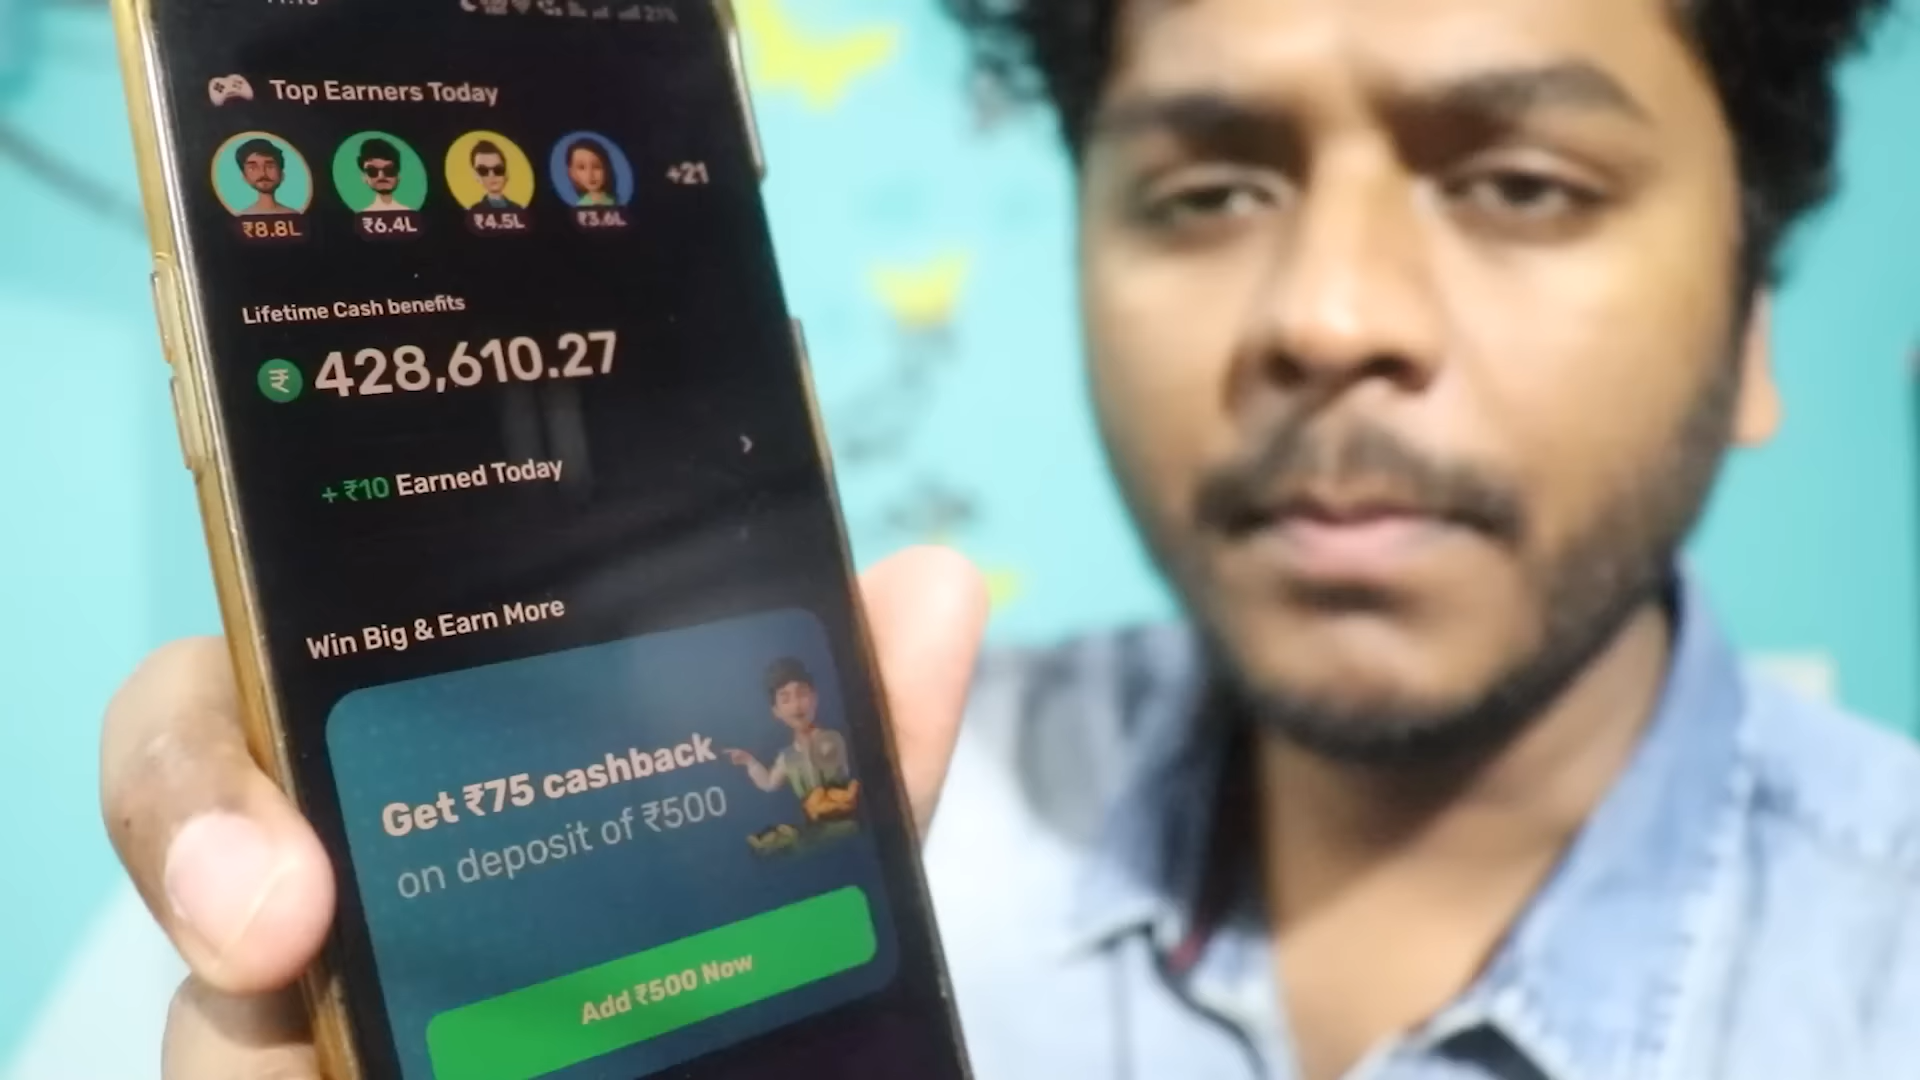 Top Earners Today
₹8.8L ₹6.4L ₹4.5L ₹3.6L +21
Lifetime Cash benefits
₹ 428,610.27
+ ₹10 Earned Today
Win Big & Earn More
Get ₹75 cashback
on deposit of ₹500
Add ₹500 Now